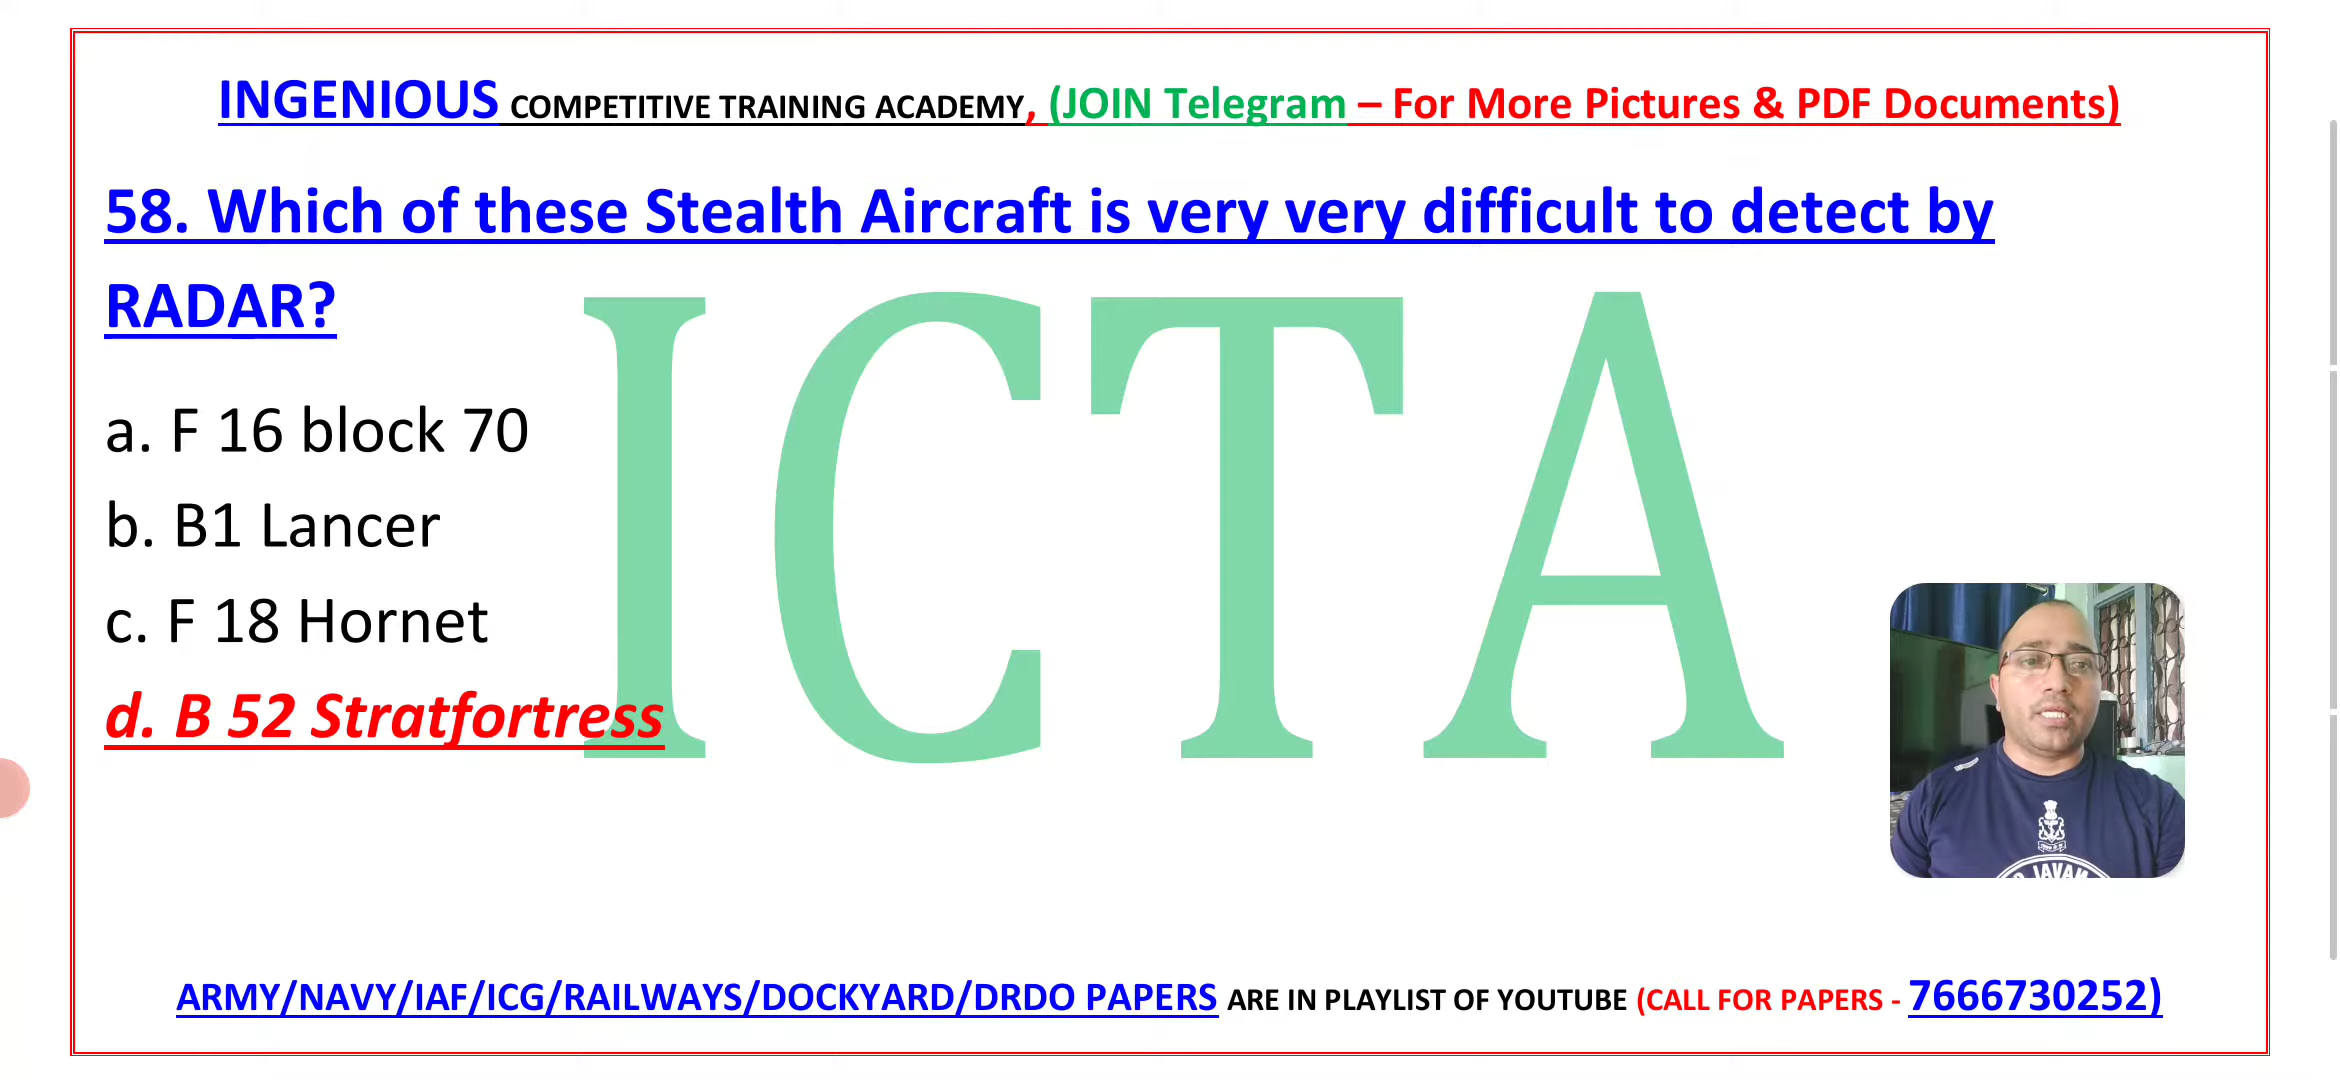 INGENIOUS COMPETITIVE TRAINING ACADEMY, (JOIN Telegram – For More Pictures & PDF Documents)
58. Which of these Stealth Aircraft is very very difficult to detect by
RADAR?
a. F 16 block 70
b. B1 Lancer
c. F 18 Hornet
d. B 52 Stratfortress
ICTA
ARMY/NAVY/IAF/ICG/RAILWAYS/DOCKYARD/DRDO PAPERS ARE IN PLAYLIST OF YOUTUBE (CALL FOR PAPERS - 7666730252)